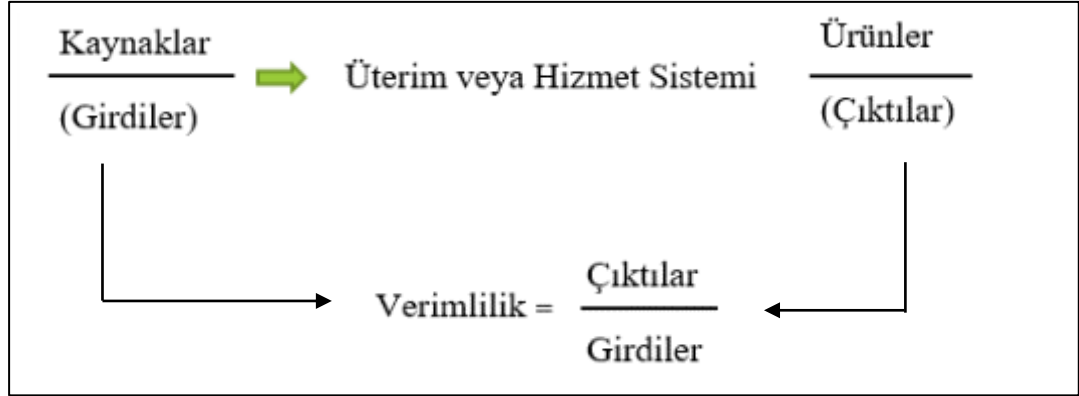 Kaynaklar
(Girdiler)
Üterim veya Hizmet Sistemi
Ürünler
(Çıktılar)
Verimlilik =
Çıktılar
Girdiler